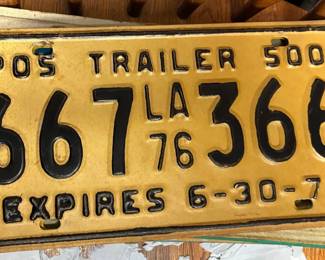 POS TRAILER 500
667 LA 76 366
EXPIRES 6-30-7